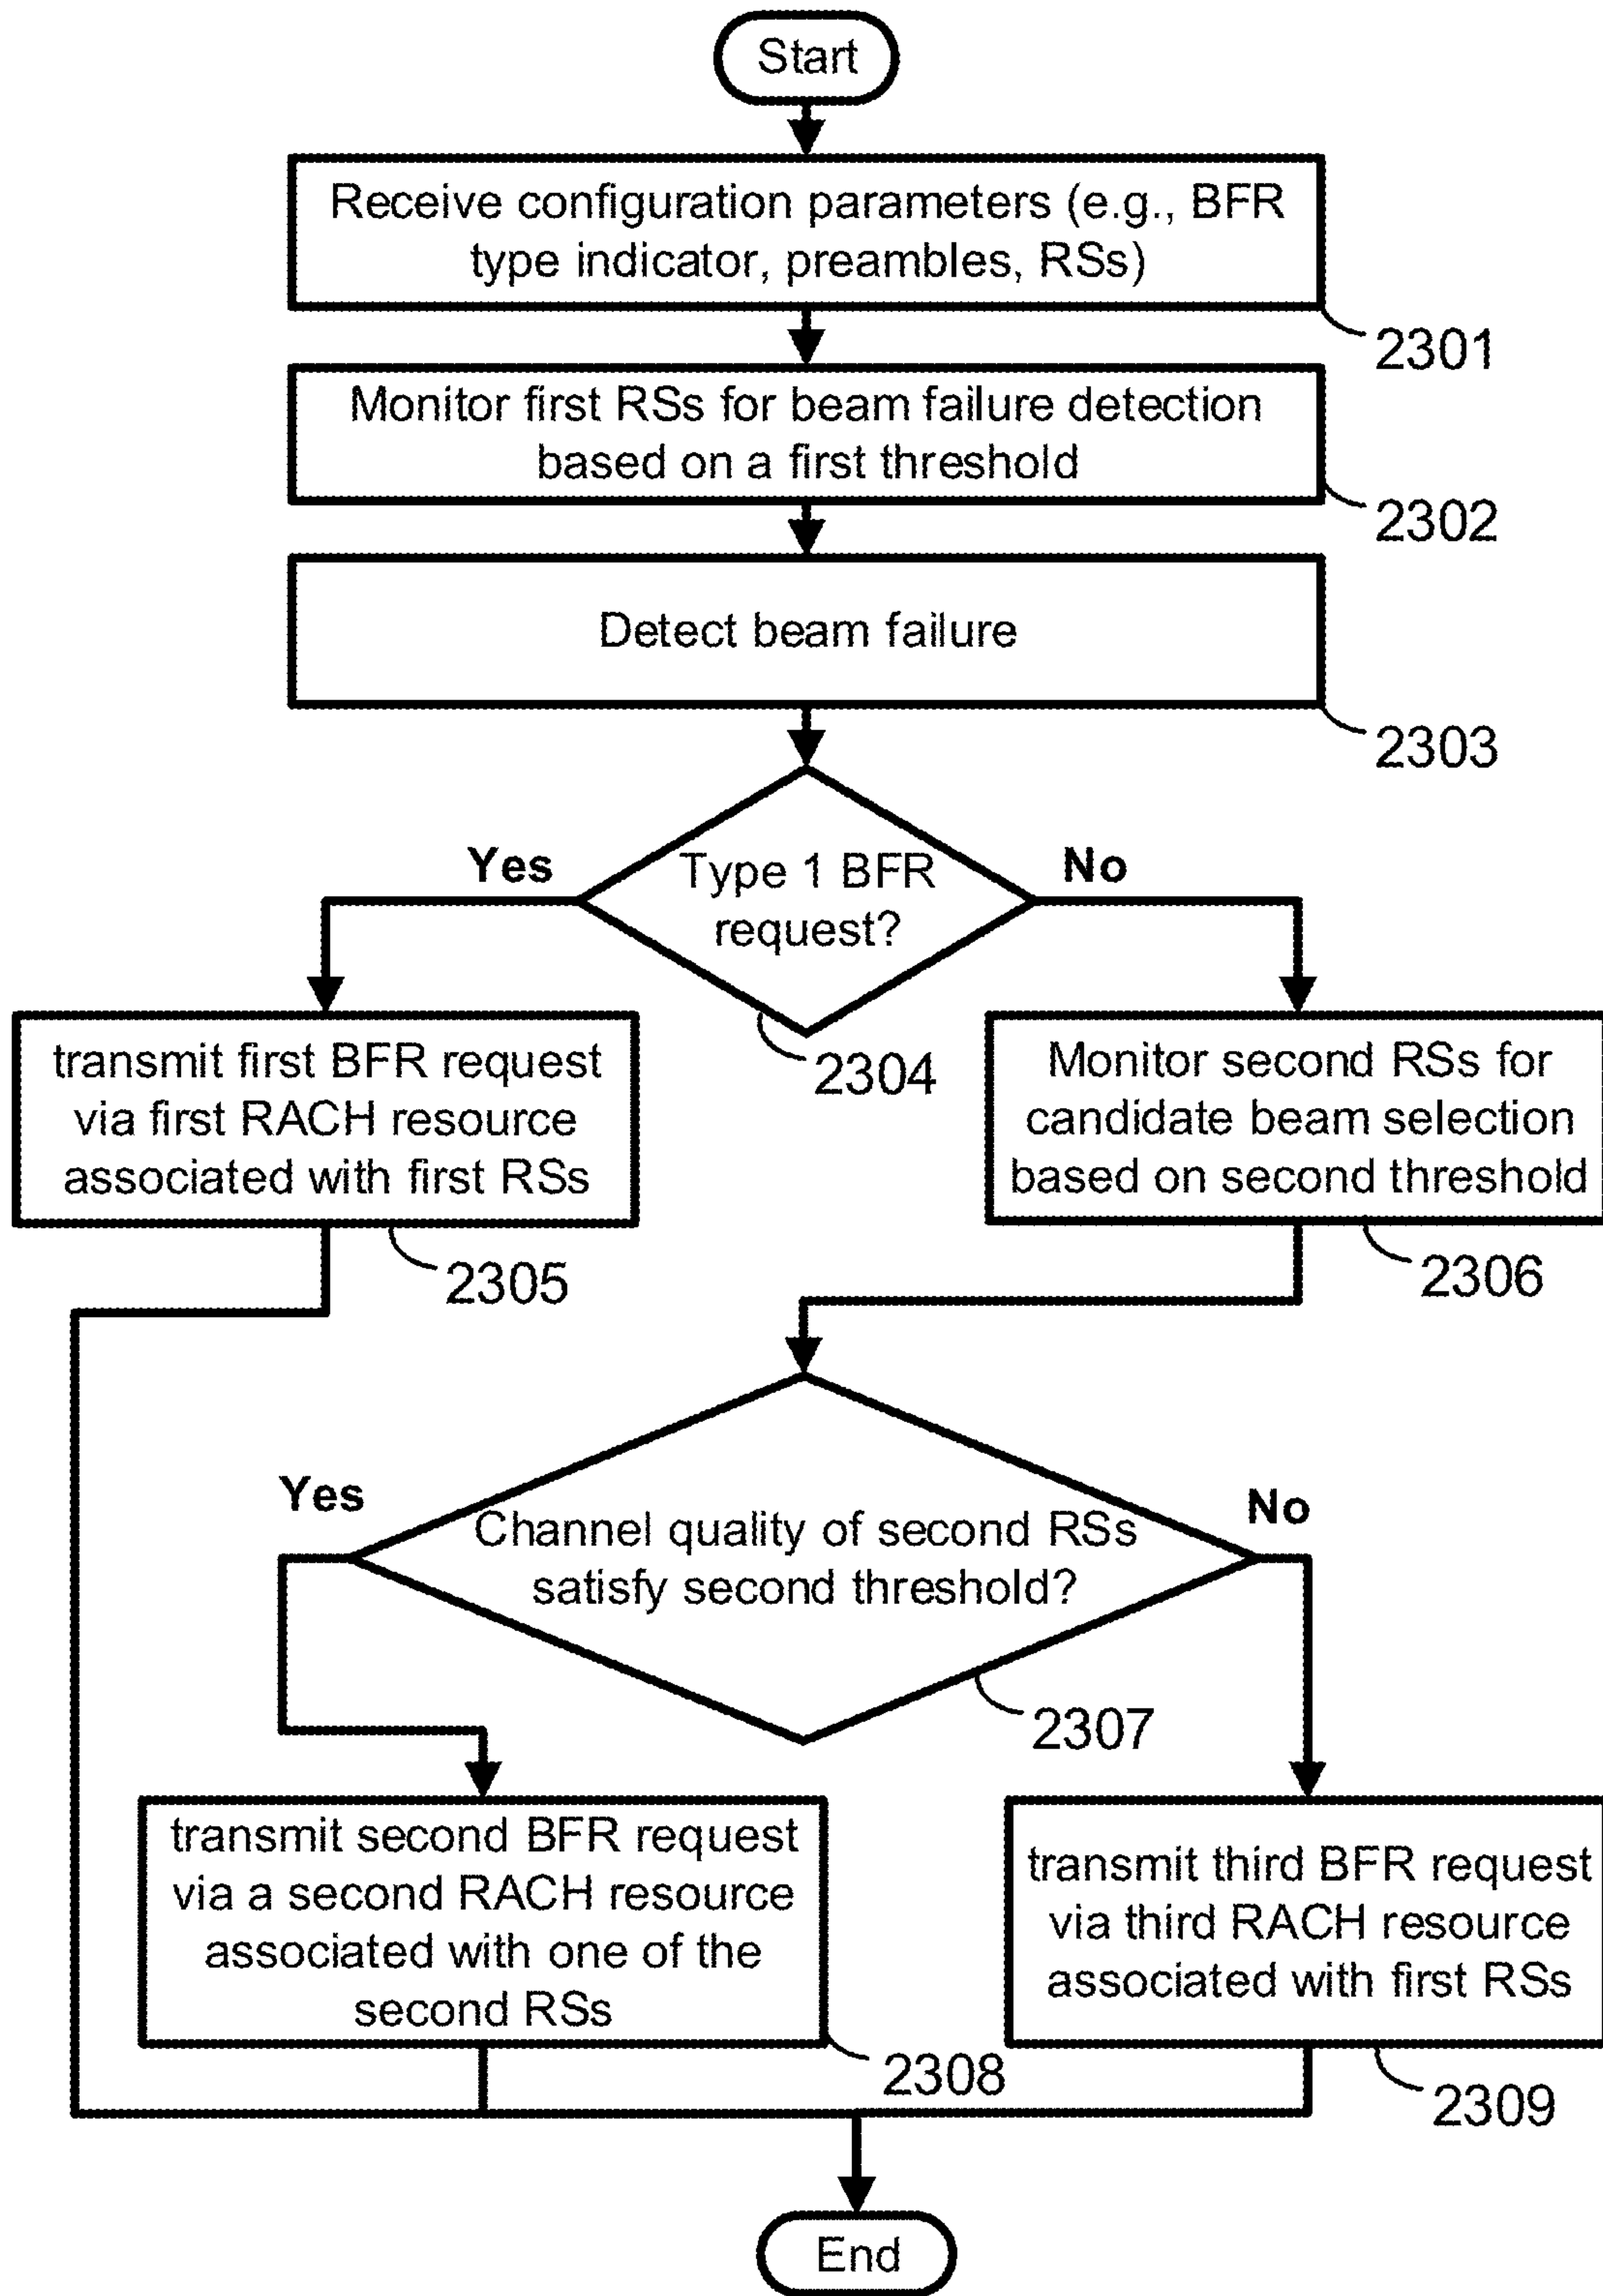 Start
Receive configuration parameters (e.g., BFR
type indicator, preambles, RSs)
2301
Monitor first RSs for beam failure detection
based on a first threshold
2302
Detect beam failure
2303
Yes
Type 1 BFR
request?
No
2304
transmit first BFR request
via first RACH resource
associated with first RSs
2305
Monitor second RSs for
candidate beam selection
based on second threshold
2306
Yes
Channel quality of second RSs
satisfy second threshold?
No
2307
transmit second BFR request
via a second RACH resource
associated with one of the
second RSs
2308
transmit third BFR request
via third RACH resource
associated with first RSs
2309
End